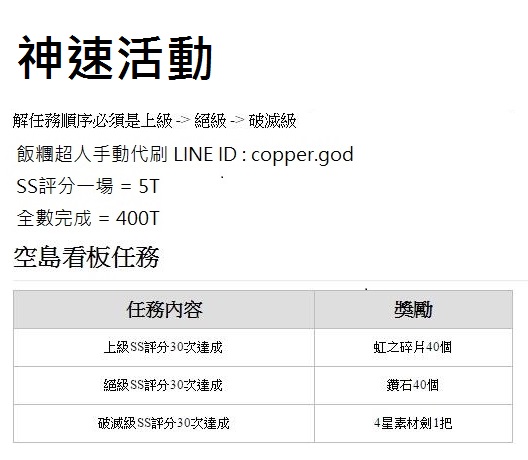 神速活動
解任務順序必須是上級 -> 絕級 -> 破滅級
飯糰超人手動代刷 LINE ID : copper.god
SS評分一場 = 5T
全數完成 = 400T
空島看板任務
任務內容 獎勵
上級SS評分30次達成 虹之碎片40個
絕級SS評分30次達成 鑽石40個
破滅級SS評分30次達成 4星素材劍1把